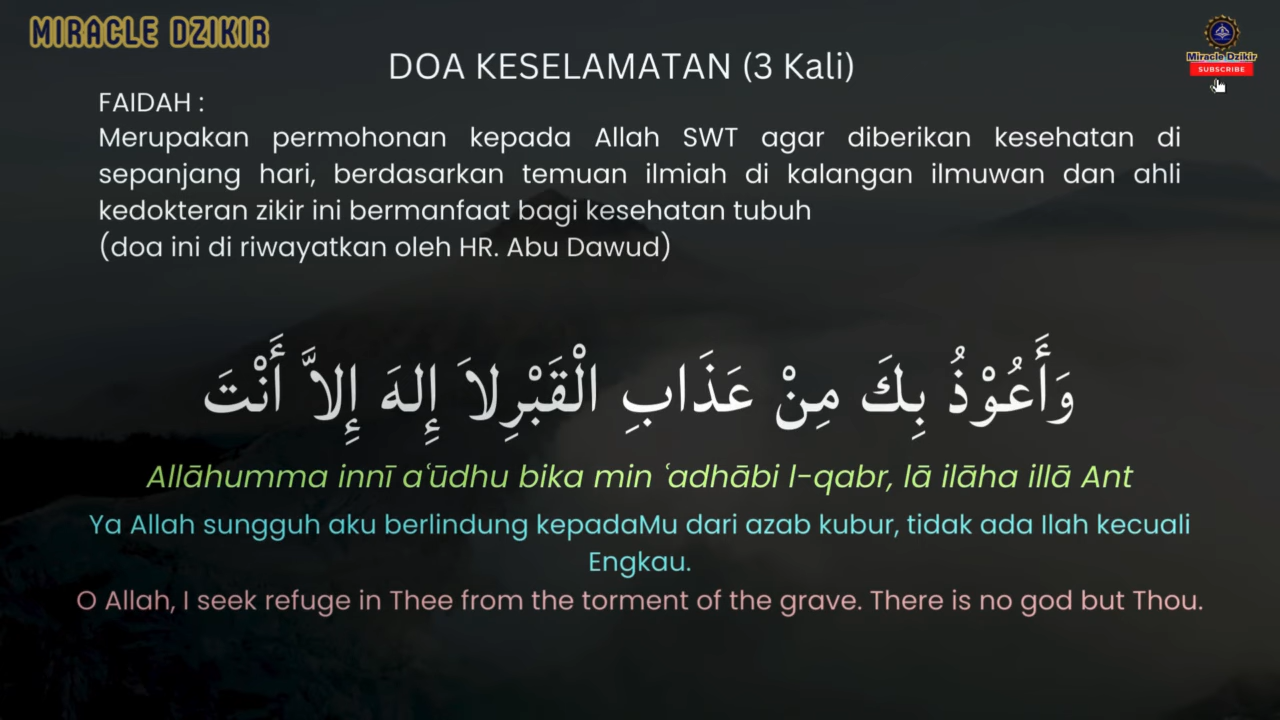 MIRACLE DZIKIR
Miracle Dzikir
SUBSCRIBE
DOA KESELAMATAN (3 Kali)
FAIDAH :
Merupakan permohonan kepada Allah SWT agar diberikan kesehatan di
sepanjang hari, berdasarkan temuan ilmiah di kalangan ilmuwan dan ahli
kedokteran zikir ini bermanfaat bagi kesehatan tubuh
(doa ini di riwayatkan oleh HR. Abu Dawud)
وَأَعُوْذُ بِكَ مِنْ عَذَابِ الْقَبْرِلاَ إِلهَ إِلاَّ أَنْتَ
Allāhumma innī aʿūdhu bika min ʿadhābi l-qabr, lā ilāha illā Ant
Ya Allah sungguh aku berlindung kepadaMu dari azab kubur, tidak ada Ilah kecuali
Engkau.
O Allah, I seek refuge in Thee from the torment of the grave. There is no god but Thou.